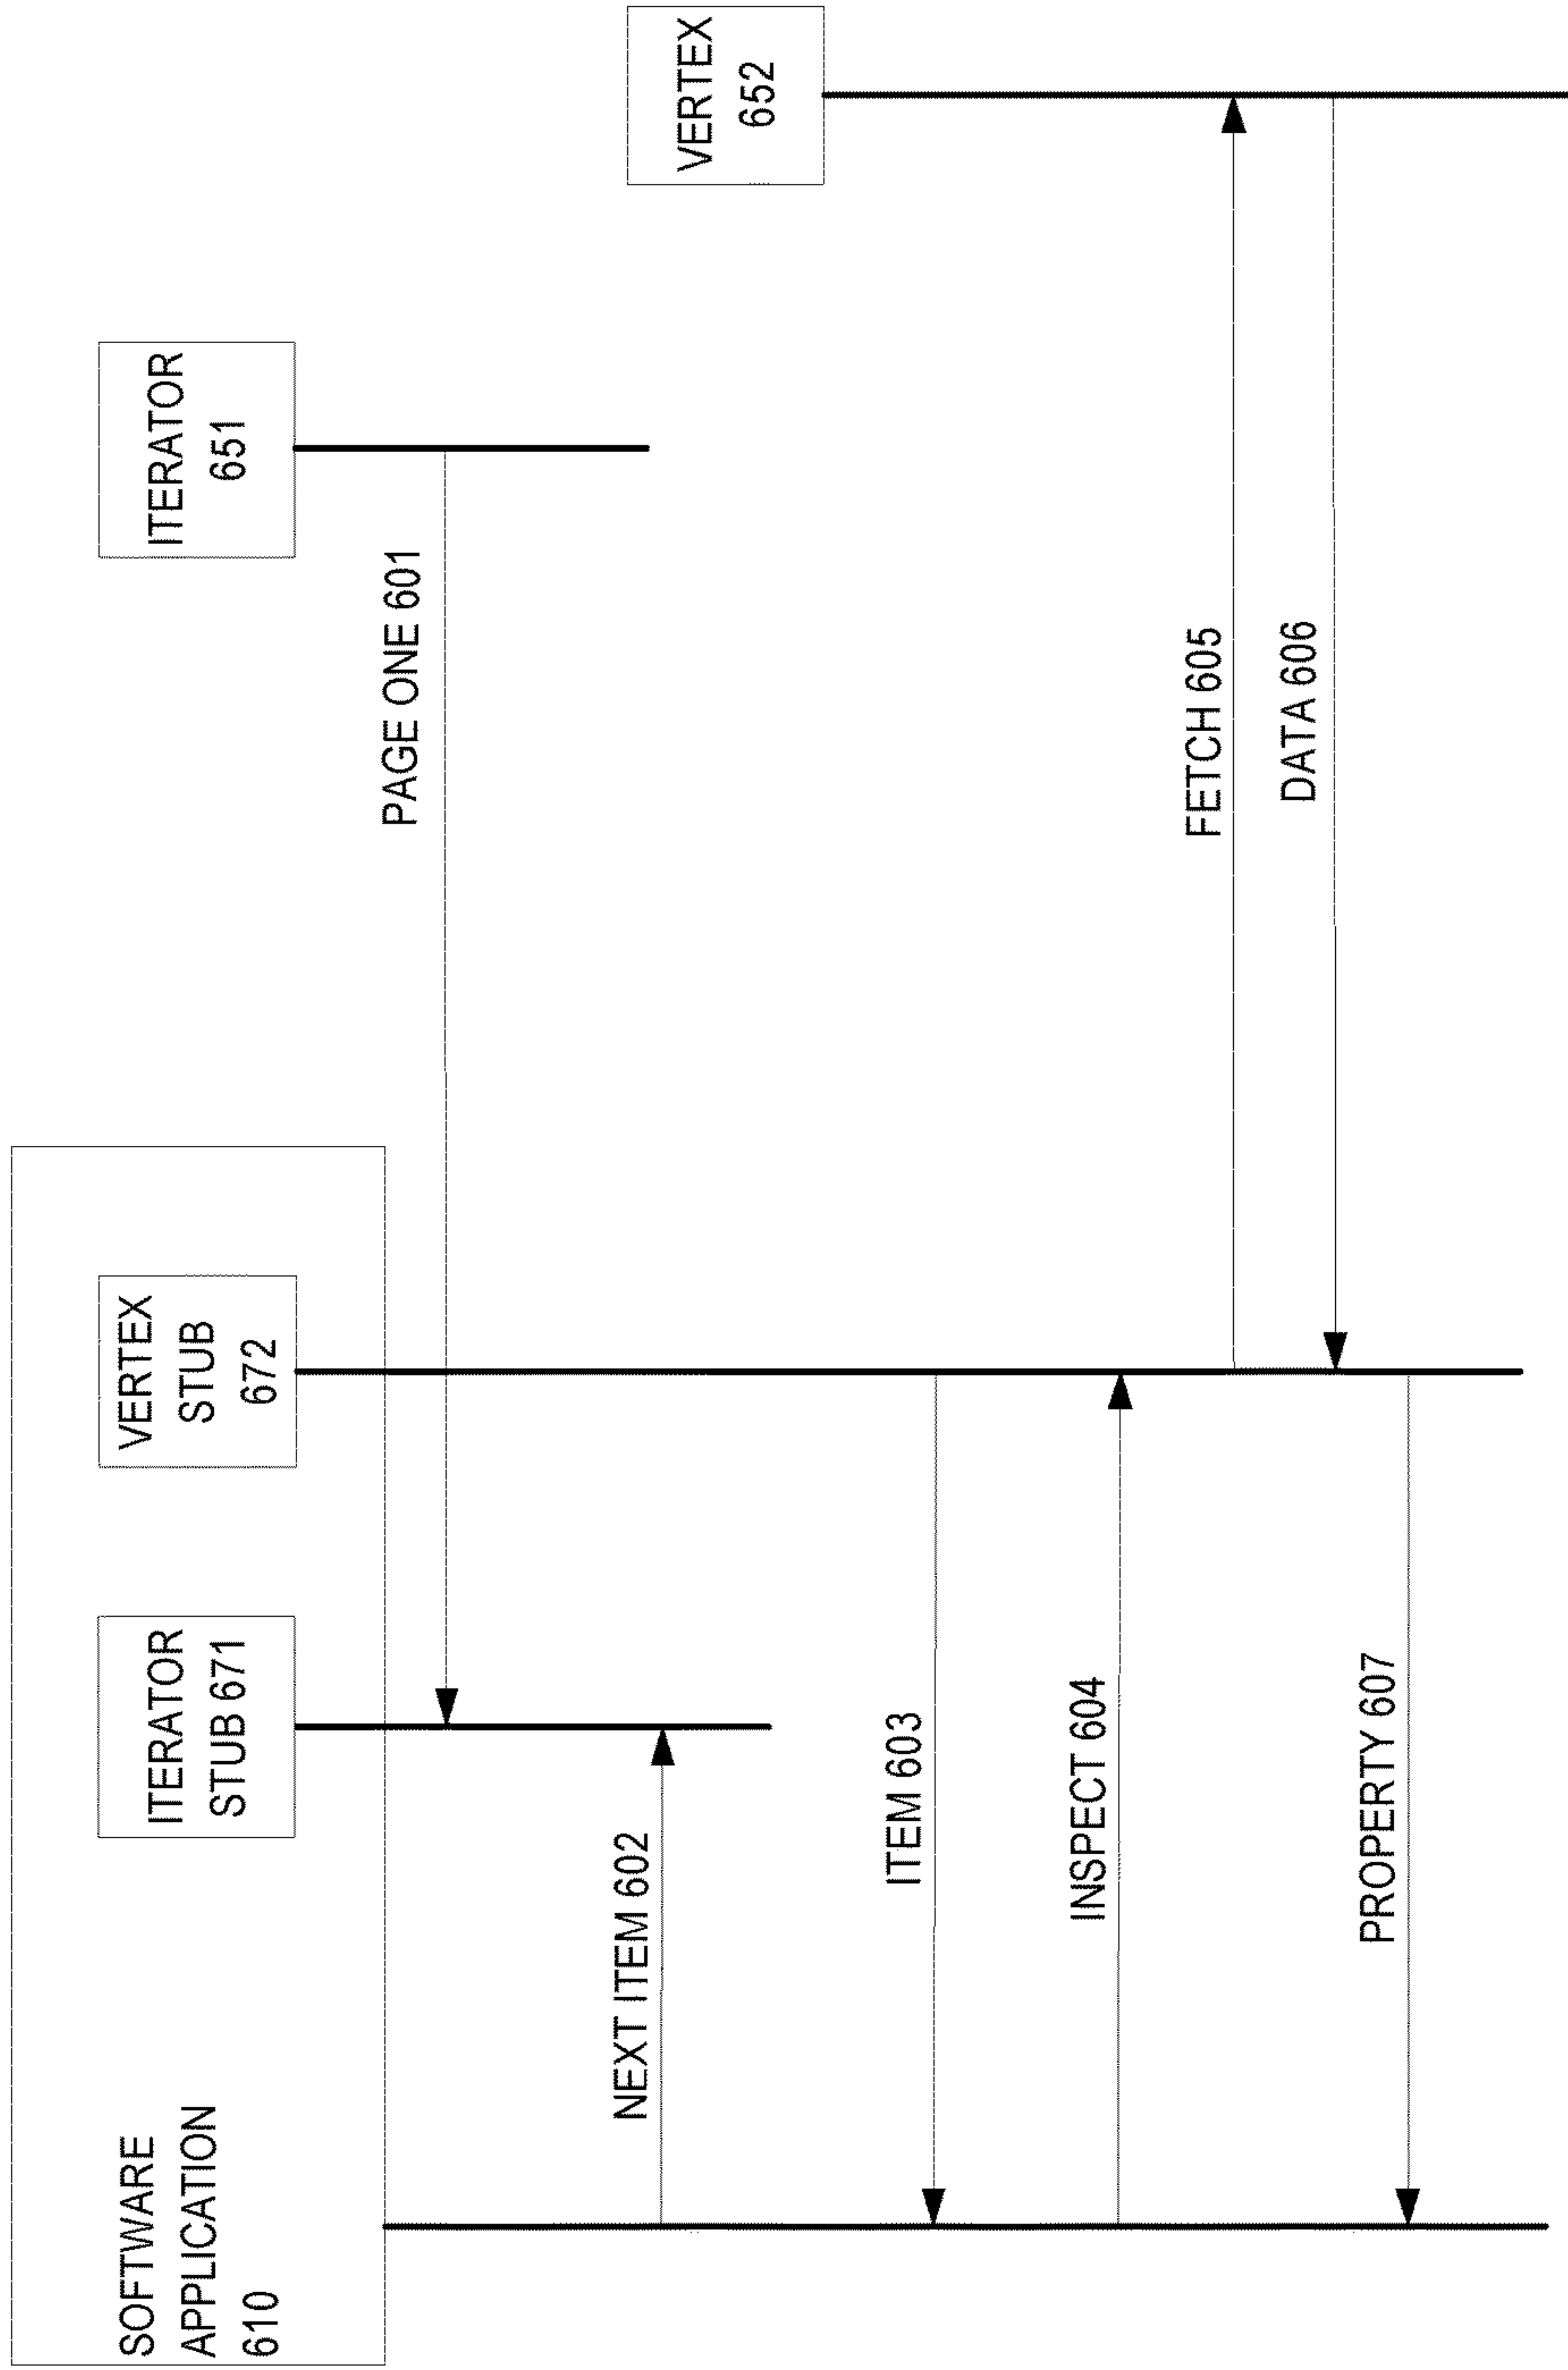 SOFTWARE
APPLICATION
610
ITERATOR
STUB 671
VERTEX
STUB
672
ITERATOR
651
VERTEX
652
PAGE ONE 601
NEXT ITEM 602
ITEM 603
INSPECT 604
FETCH 605
DATA 606
PROPERTY 607